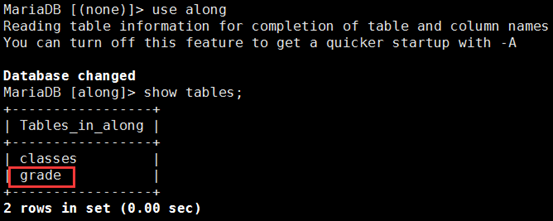 MariaDB [(none)]> use along
Reading table information for completion of table and column names
You can turn off this feature to get a quicker startup with -A

Database changed
MariaDB [along]> show tables;
+-----------------+
| Tables_in_along |
+-----------------+
| classes         |
| grade           |
+-----------------+
2 rows in set (0.00 sec)